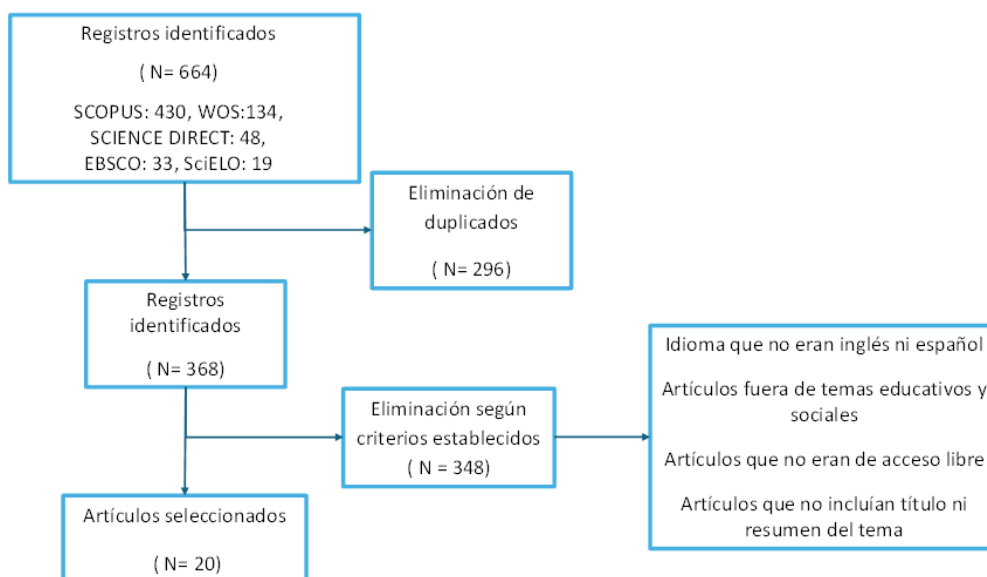 Registros identificados
( N= 664)
SCOPUS: 430, WOS:134,
SCIENCE DIRECT: 48,
EBSCO: 33, SciELO: 19
Eliminación de
duplicados
( N= 296)
Registros
identificados
( N= 368)
Eliminación según
criterios establecidos
( N = 348)
Idioma que no eran inglés ni español
Artículos fuera de temas educativos y
sociales
Artículos que no eran de acceso libre
Artículos que no incluían título ni
resumen del tema
Artículos seleccionados
( N= 20)